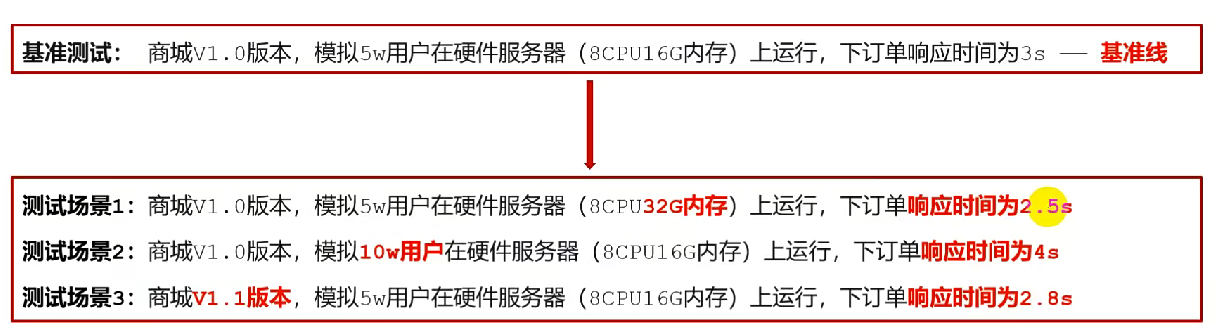 基准测试： 商城V1.0版本，模拟5w用户在硬件服务器（8CPU16G内存）上运行，下订单响应时间为3s — 基准线
测试场景1：商城V1.0版本，模拟5w用户在硬件服务器（8CPU32G内存）上运行，下订单响应时间为2.5s
测试场景2：商城V1.0版本，模拟10w用户在硬件服务器（8CPU16G内存）上运行，下订单响应时间为4s
测试场景3：商城V1.1版本，模拟5w用户在硬件服务器（8CPU16G内存）上运行，下订单响应时间为2.8s